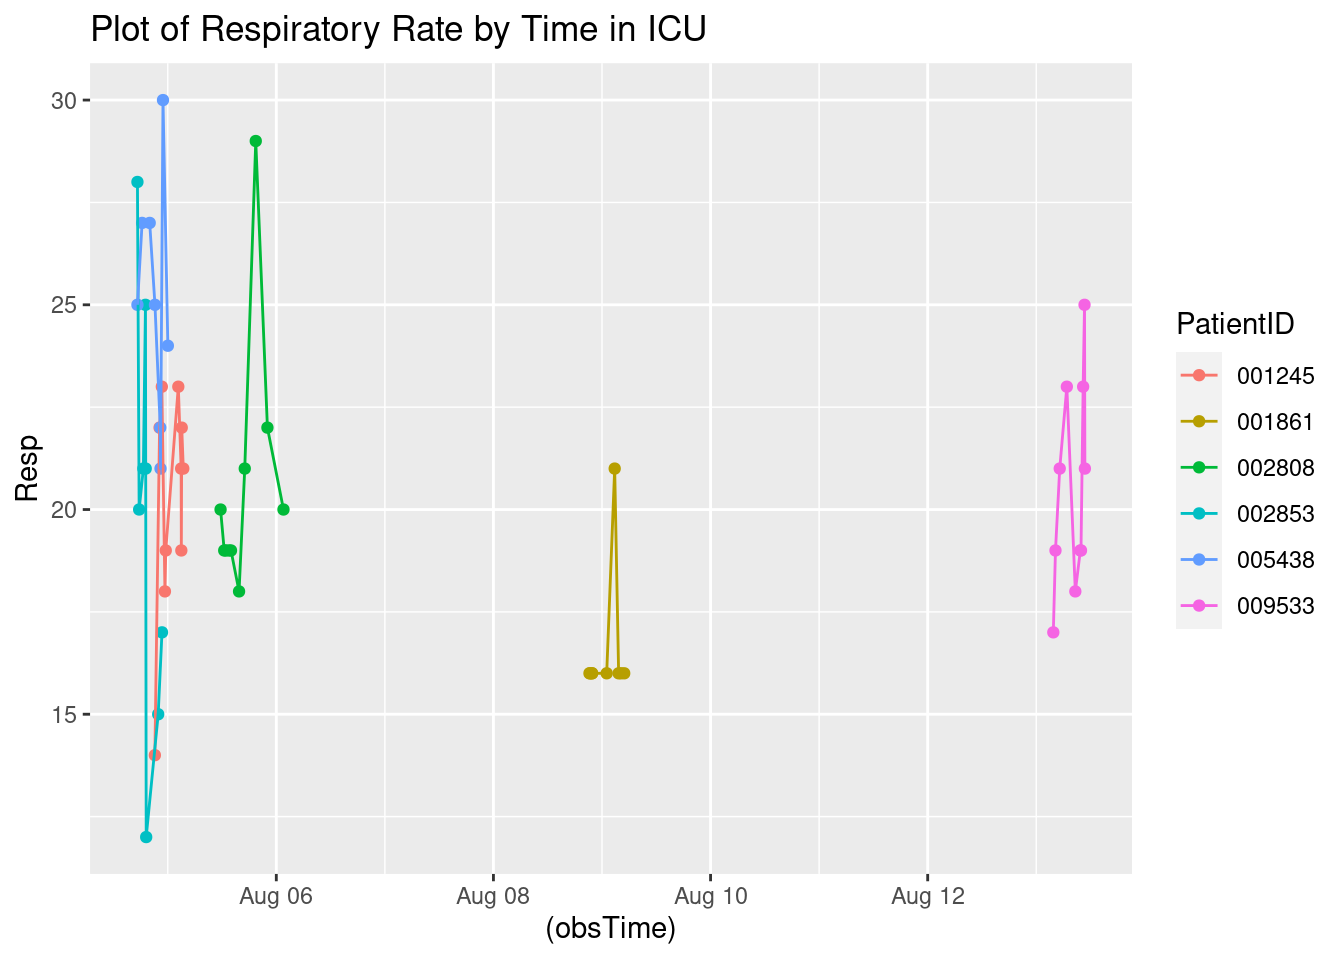 Plot of Respiratory Rate by Time in ICU
30
25
20
15
Resp
Aug 06
Aug 08
Aug 10
Aug 12
(obsTime)
PatientID
001245
001861
002808
002853
005438
009533